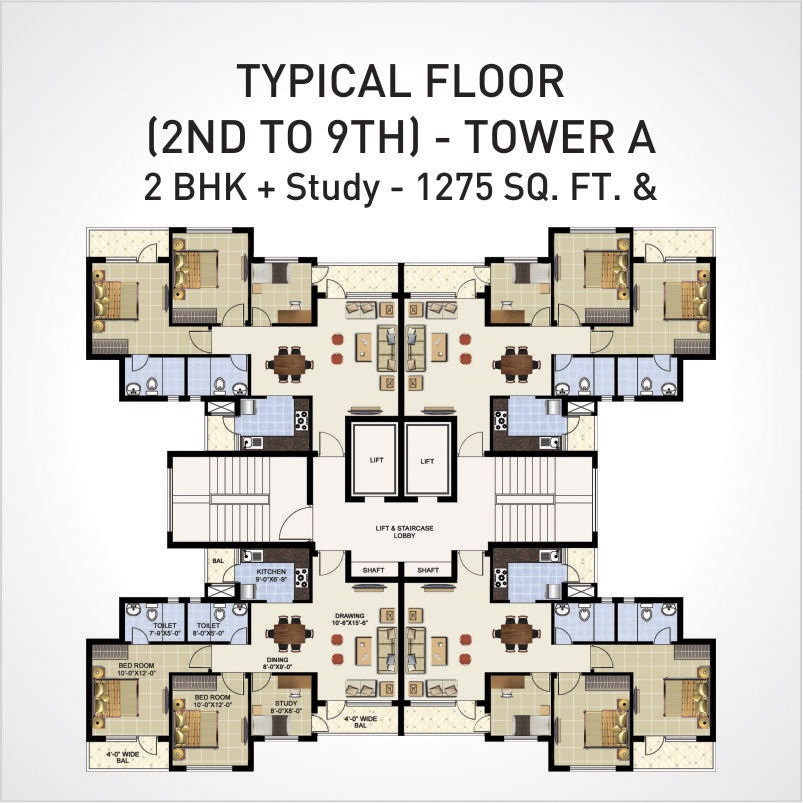 TYPICAL FLOOR
(2ND TO 9TH) - TOWER A
2 BHK + Study - 1275 SQ. FT. &
LIFT
LIFT
LIFT & STAIRCASE
LOBBY
SHAFT
SHAFT
BAL
KITCHEN
9'-0"X6'-9"
DRAWING
10'-6"X15'-6"
TOILET
7'-9"X5'-0"
TOILET
8'-0"X5'-0"
DINING
8'-0"X9'-0"
BED ROOM
10'-0"X12'-0"
BED ROOM
10'-0"X12'-0"
STUDY
8'-0"X8'-0"
4'-0" WIDE
BAL
4'-0" WIDE
BAL